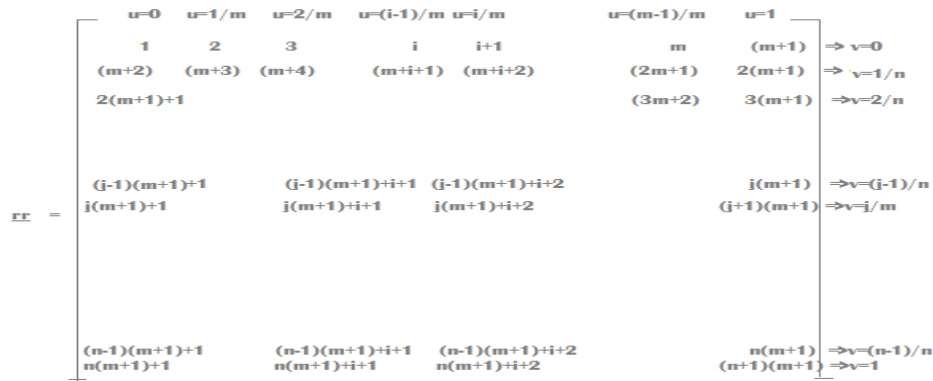 u=0 u=1/m u=2/m u=(i-1)/m u=i/m u=(m-1)/m u=1
1 2 3 i i+1 m (m+1) => v=0
(m+2) (m+3) (m+4) (m+i+1) (m+i+2) (2m+1) 2(m+1) => v=1/n
2(m+1)+1 (3m+2) 3(m+1) =>v=2/n
(j-1)(m+1)+1 (j-1)(m+1)+i+1 (j-1)(m+1)+i+2 j(m+1) =>v=(j-1)/n
j(m+1)+1 j(m+1)+i+1 j(m+1)+i+2 (j+1)(m+1) =>v=j/m
rr =
(n-1)(m+1)+1 (n-1)(m+1)+i+1 (n-1)(m+1)+i+2 n(m+1) =>v=(n-1)/n
n(m+1)+1 n(m+1)+i+1 n(m+1)+i+2 (n+1)(m+1) =>v=1